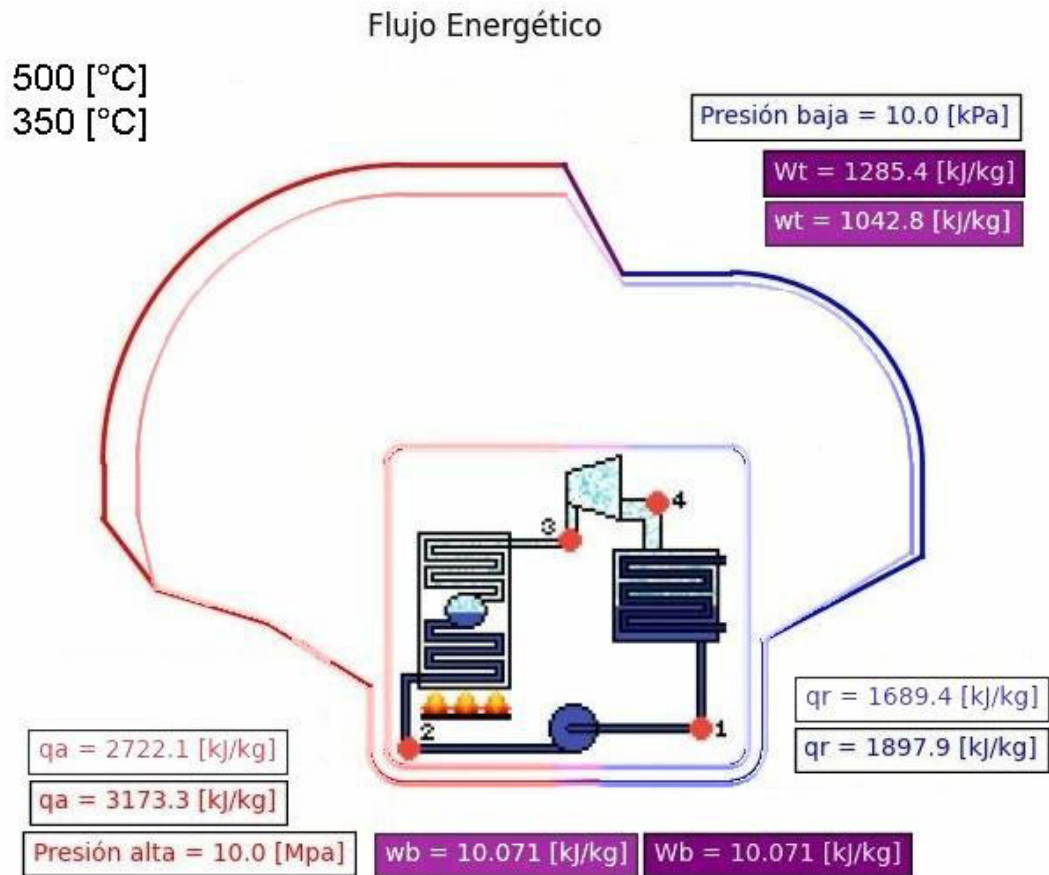 Flujo Energético
500 [°C]
350 [°C]
Presión baja = 10.0 [kPa]
Wt = 1285.4 [kJ/kg]
wt = 1042.8 [kJ/kg]
3
4
2
1
qr = 1689.4 [kJ/kg]
qr = 1897.9 [kJ/kg]
qa = 2722.1 [kJ/kg]
qa = 3173.3 [kJ/kg]
Presión alta = 10.0 [Mpa]
wb = 10.071 [kJ/kg]
Wb = 10.071 [kJ/kg]